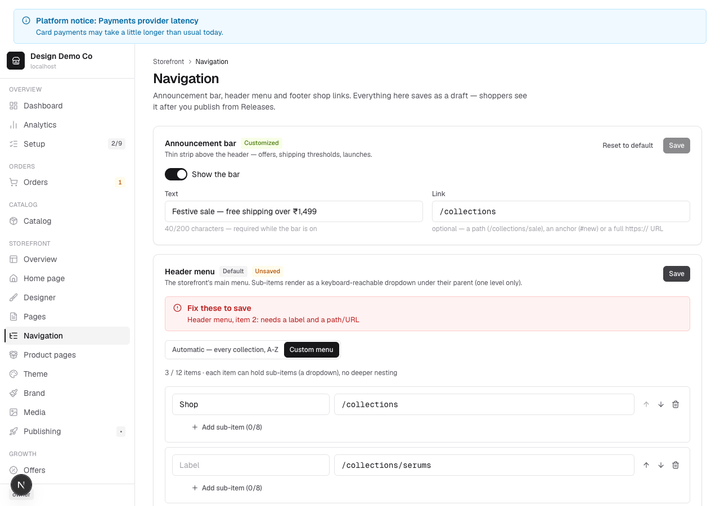 Platform notice: Payments provider latency
Card payments may take a little longer than usual today.
Design Demo Co
localhost
OVERVIEW
Dashboard
Analytics
Setup 2/9
ORDERS
Orders 1
CATALOG
Catalog
STOREFRONT
Overview
Home page
Designer
Pages
Navigation
Product pages
Theme
Brand
Media
Publishing
GROWTH
Offers
N
Storefront › Navigation
Navigation
Announcement bar, header menu and footer shop links. Everything here saves as a draft — shoppers see
it after you publish from Releases.
Announcement bar Customized
Reset to default Save
Thin strip above the header — offers, shipping thresholds, launches.
Show the bar
Text Link
Festive sale — free shipping over ₹1,499 /collections
40/200 characters — required while the bar is on optional — a path (/collections/sale), an anchor (#new) or a full https:// URL
Header menu Default Unsaved
Save
The storefront's main menu. Sub-items render as a keyboard-reachable dropdown under their parent (one level only).
Fix these to save
Header menu, item 2: needs a label and a path/URL
Automatic — every collection, A-Z Custom menu
3 / 12 items · each item can hold sub-items (a dropdown), no deeper nesting
Shop /collections
+ Add sub-item (0/8)
Label /collections/serums
+ Add sub-item (0/8)